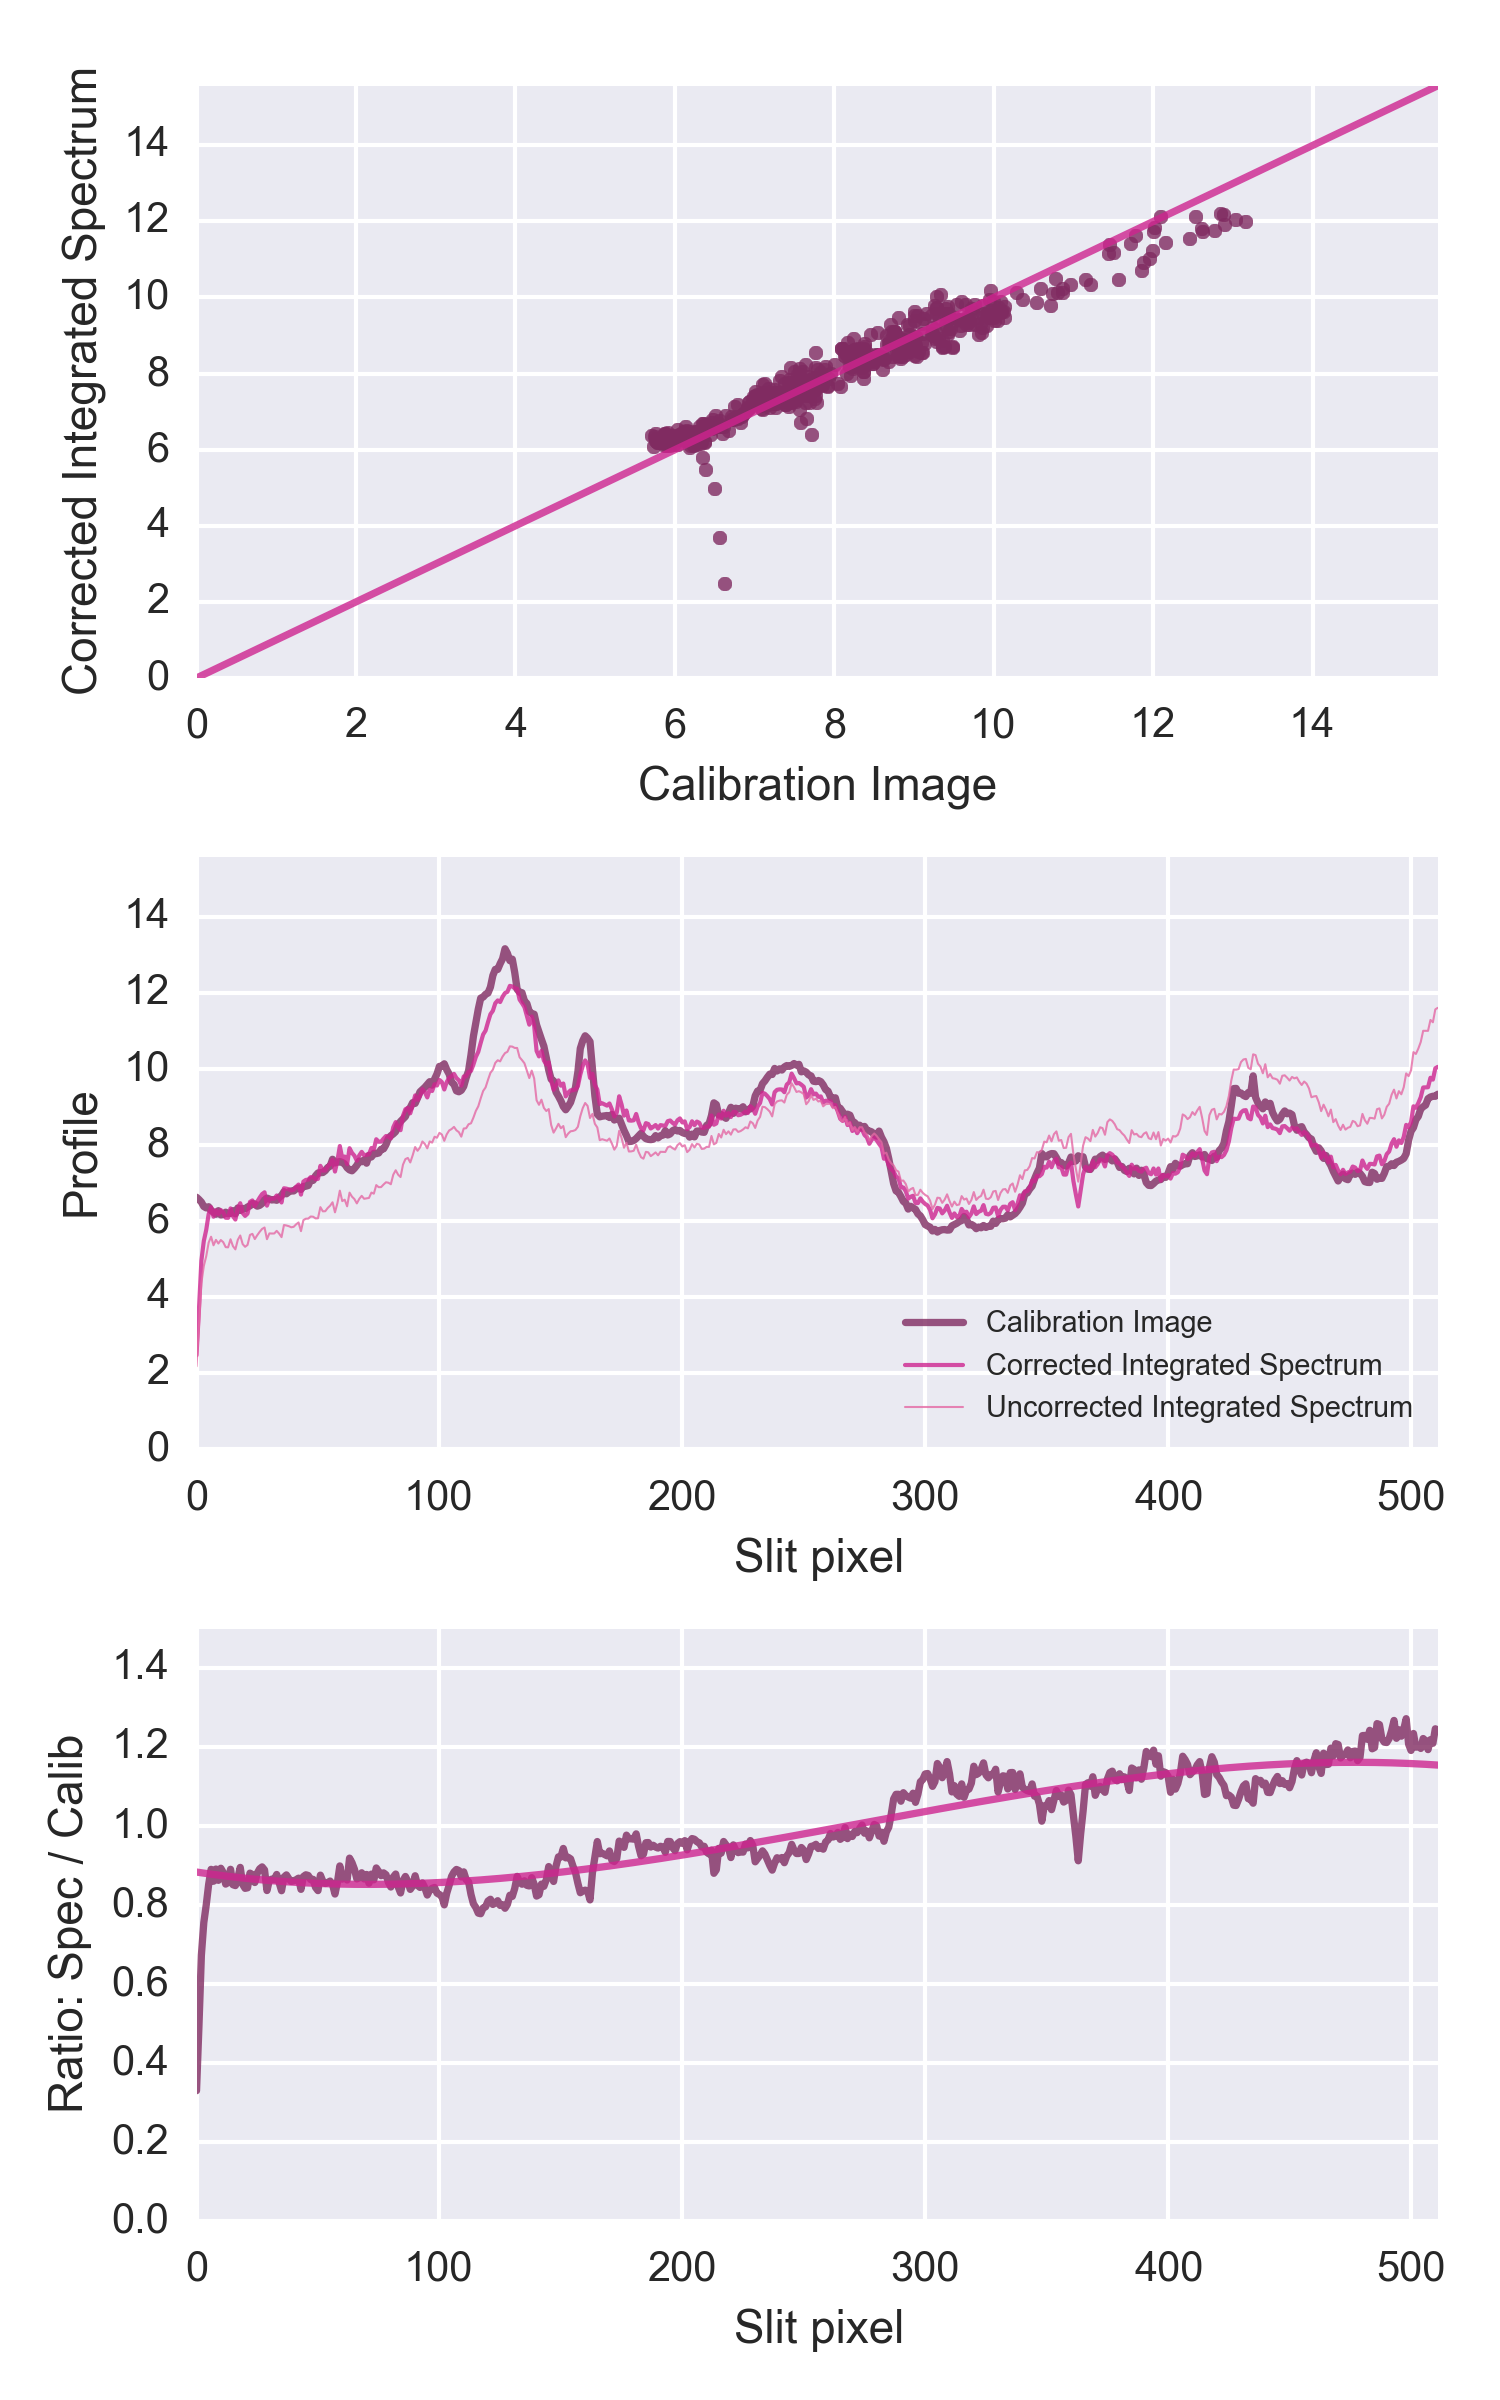 Corrected Integrated Spectrum
14
12
10
8
6
4
2
0
0 2 4 6 8 10 12 14
Calibration Image
Profile
14
12
10
8
6
4
2
0
Calibration Image
Corrected Integrated Spectrum
Uncorrected Integrated Spectrum
0 100 200 300 400 500
Slit pixel
Ratio: Spec / Calib
1.4
1.2
1.0
0.8
0.6
0.4
0.2
0.0
0 100 200 300 400 500
Slit pixel